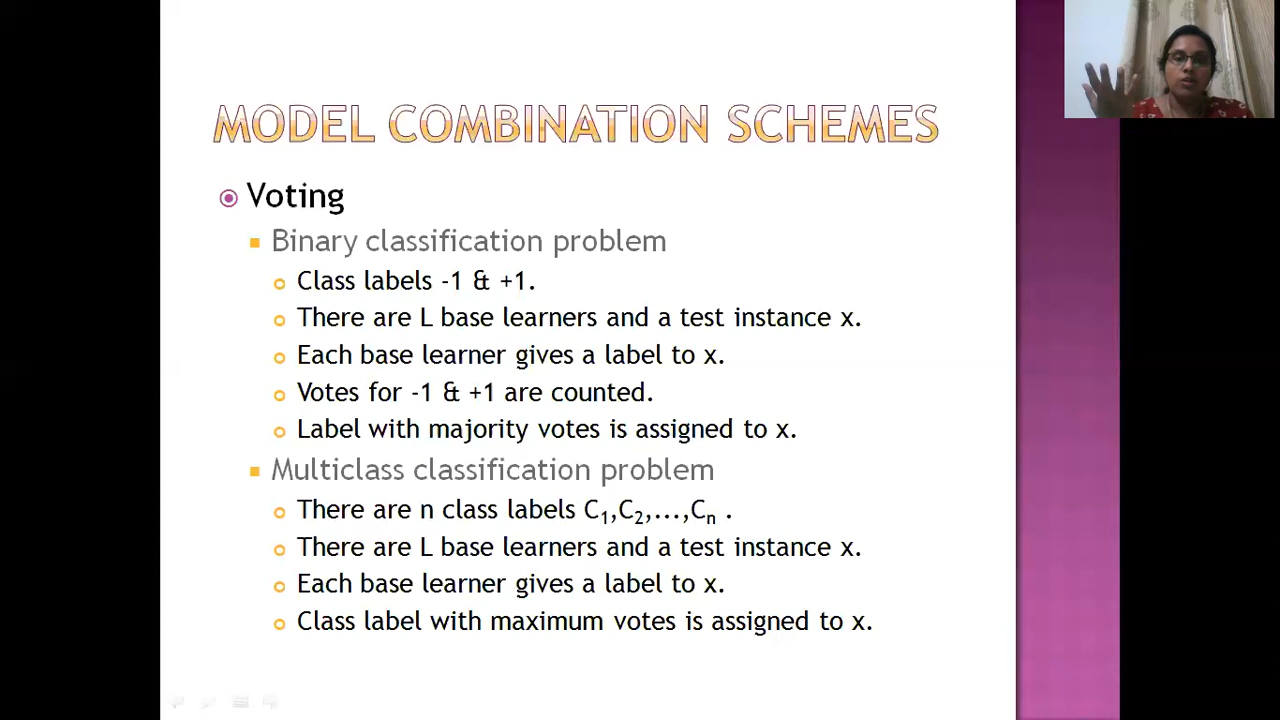 MODEL COMBINATION SCHEMES
Voting
Binary classification problem
Class labels -1 & +1.
There are L base learners and a test instance x.
Each base learner gives a label to x.
Votes for -1 & +1 are counted.
Label with majority votes is assigned to x.
Multiclass classification problem
There are n class labels C₁,C₂,...,Cₙ .
There are L base learners and a test instance x.
Each base learner gives a label to x.
Class label with maximum votes is assigned to x.